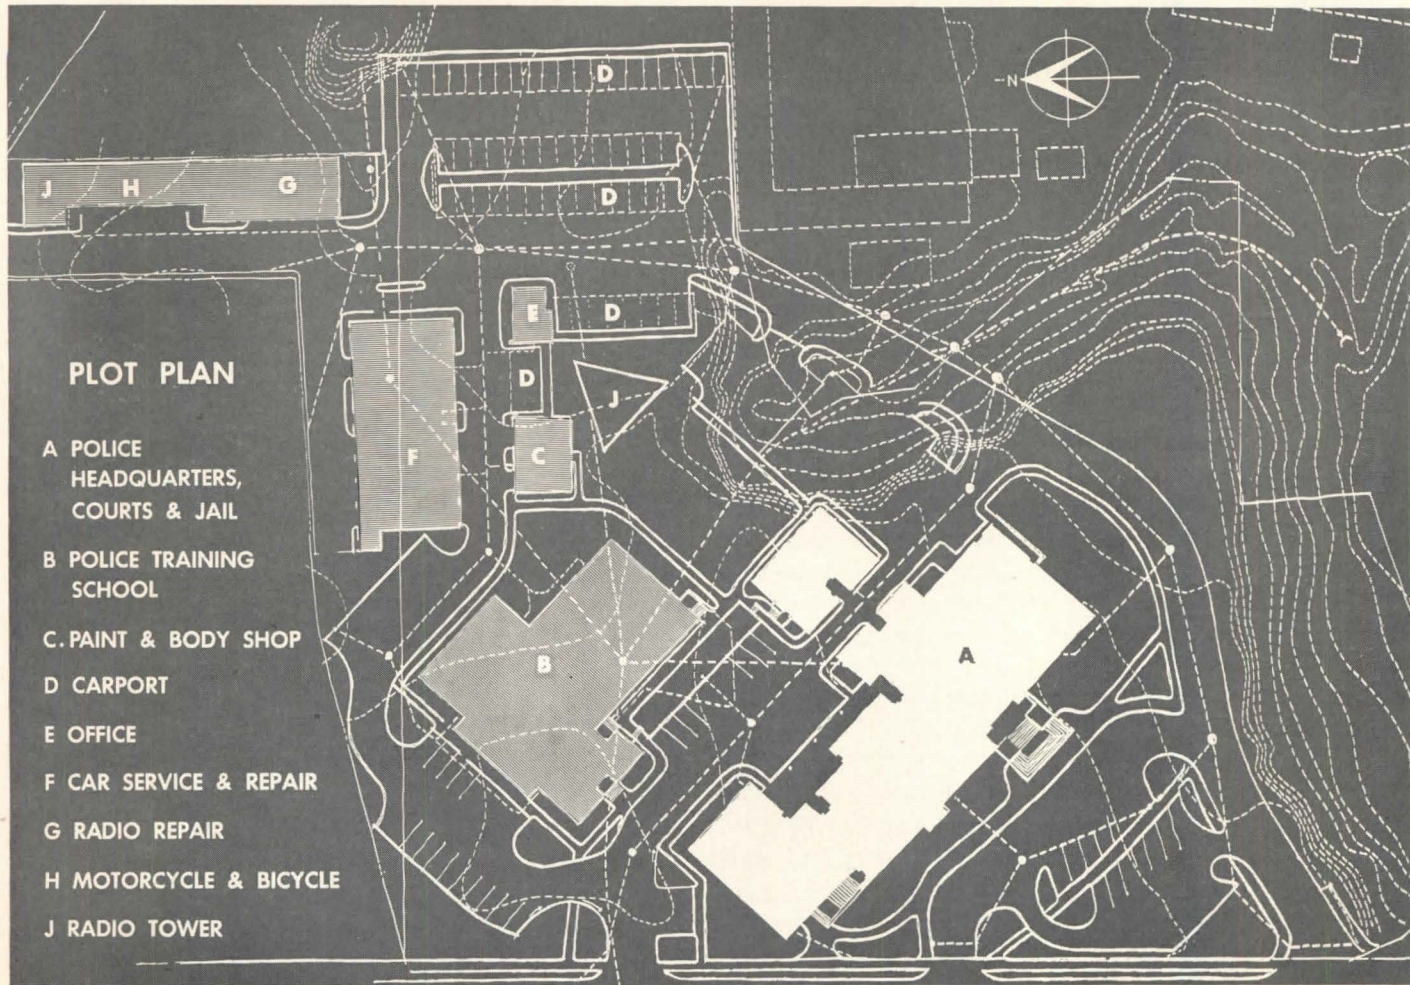 D
N
J H G
D
E D
D J
F C
B A
PLOT PLAN
A POLICE
HEADQUARTERS,
COURTS & JAIL
B POLICE TRAINING
SCHOOL
C. PAINT & BODY SHOP
D CARPORT
E OFFICE
F CAR SERVICE & REPAIR
G RADIO REPAIR
H MOTORCYCLE & BICYCLE
J RADIO TOWER